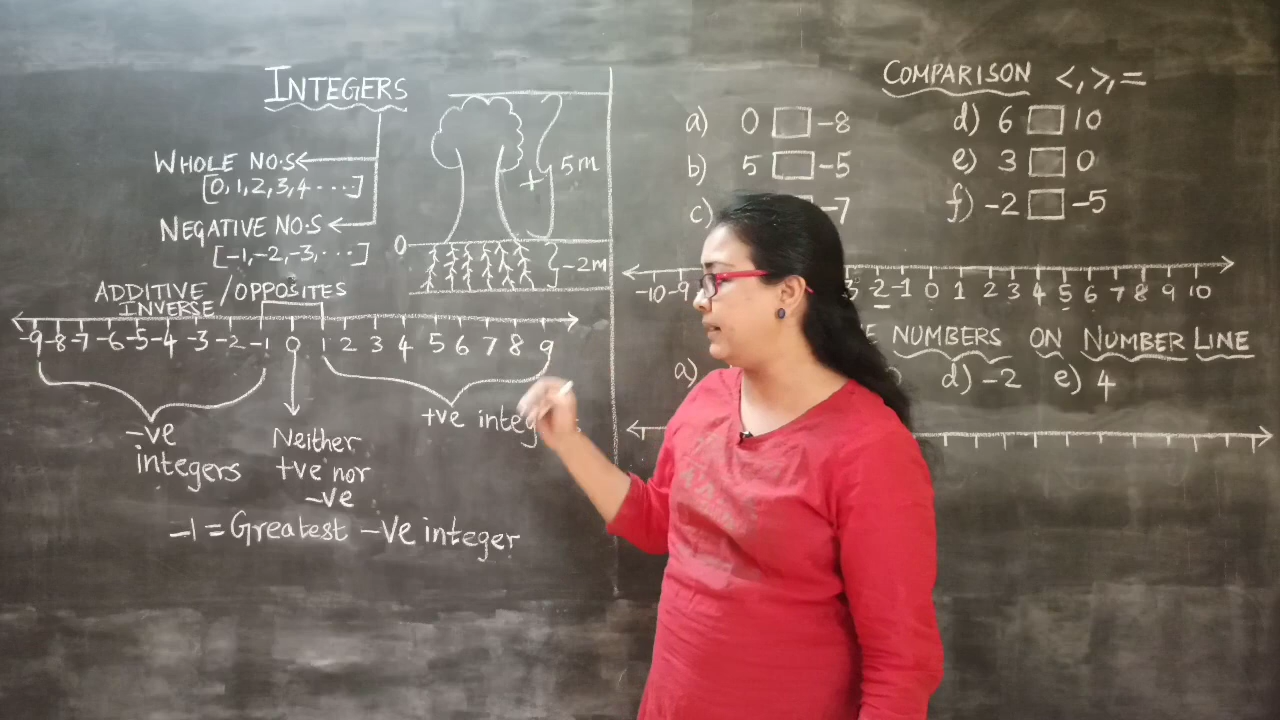 INTEGERS
WHOLE NO.S
[0, 1, 2, 3, 4 ....]
NEGATIVE NO.S
[-1, -2, -3, ...]
+ 5m
0
-2m
ADDITIVE INVERSE / OPPOSITES
-9 -8 -7 -6 -5 -4 -3 -2 -1 0 1 2 3 4 5 6 7 8 9
-ve integers
Neither
+ve nor
-ve
+ve
-1 = Greatest -ve integer
COMPARISON <, >, =
a) 0 □ -8
b) 5 □ -5
c) -7
d) 6 □ 10
e) 3 □ 0
f) -2 □ -5
-10 -9 -2 -1 0 1 2 3 4 5 6 7 8 9 10
NUMBERS ON NUMBER LINE
a) d) -2 e) 4